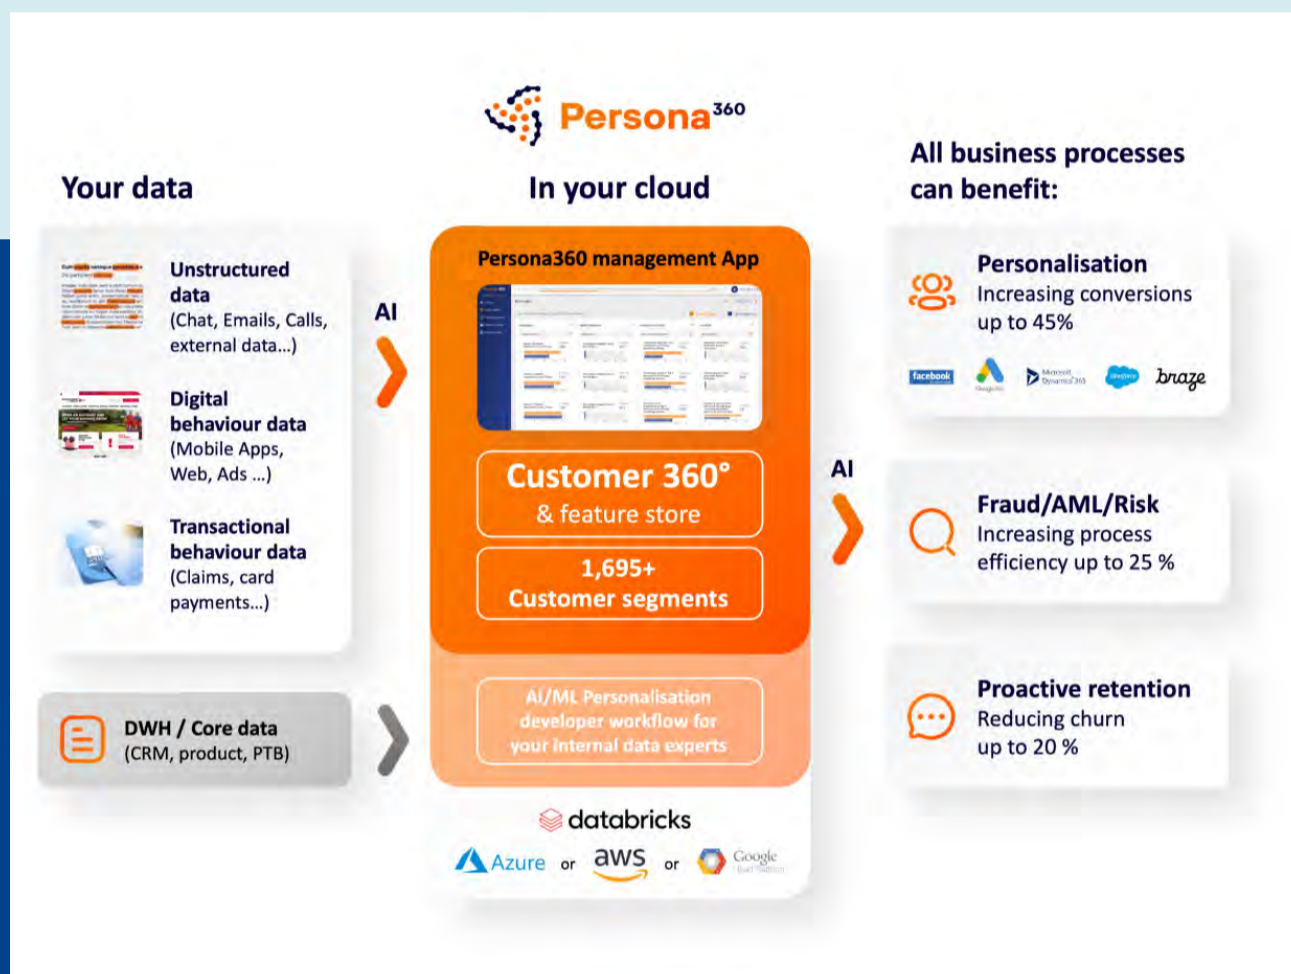 Persona360
Your data
In your cloud
All business processes
can benefit:
Unstructured
data
(Chat, Emails, Calls,
external data...)
Digital
behaviour data
(Mobile Apps,
Web, Ads ...)
Transactional
behaviour data
(Claims, card
payments...)
DWH / Core data
(CRM, product, PTB)
AI
Persona360 management App
Customer 360°
& feature store
1,695+
Customer segments
AI/ML Personalisation
developer workflow for
your internal data experts
databricks
Azure or aws or Google
AI
Personalisation
Increasing conversions
up to 45%
facebook
Microsoft
Dynamics 365
salesforce
braze
Fraud/AML/Risk
Increasing process
efficiency up to 25 %
Proactive retention
Reducing churn
up to 20 %